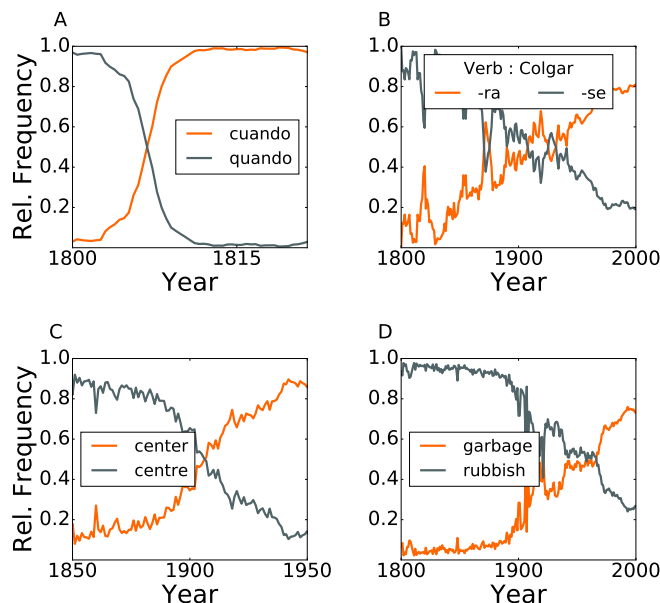 A
Rel. Frequency
1.0
0.8
0.6
0.4
0.2
cuando
quando
1800
1815
Year
B
1.0
0.8
0.6
0.4
0.2
Verb : Colgar
-ra
-se
1800
1900
2000
Year
C
Rel. Frequency
1.0
0.8
0.6
0.4
0.2
center
centre
1850
1900
1950
Year
D
1.0
0.8
0.6
0.4
0.2
garbage
rubbish
1800
1900
2000
Year